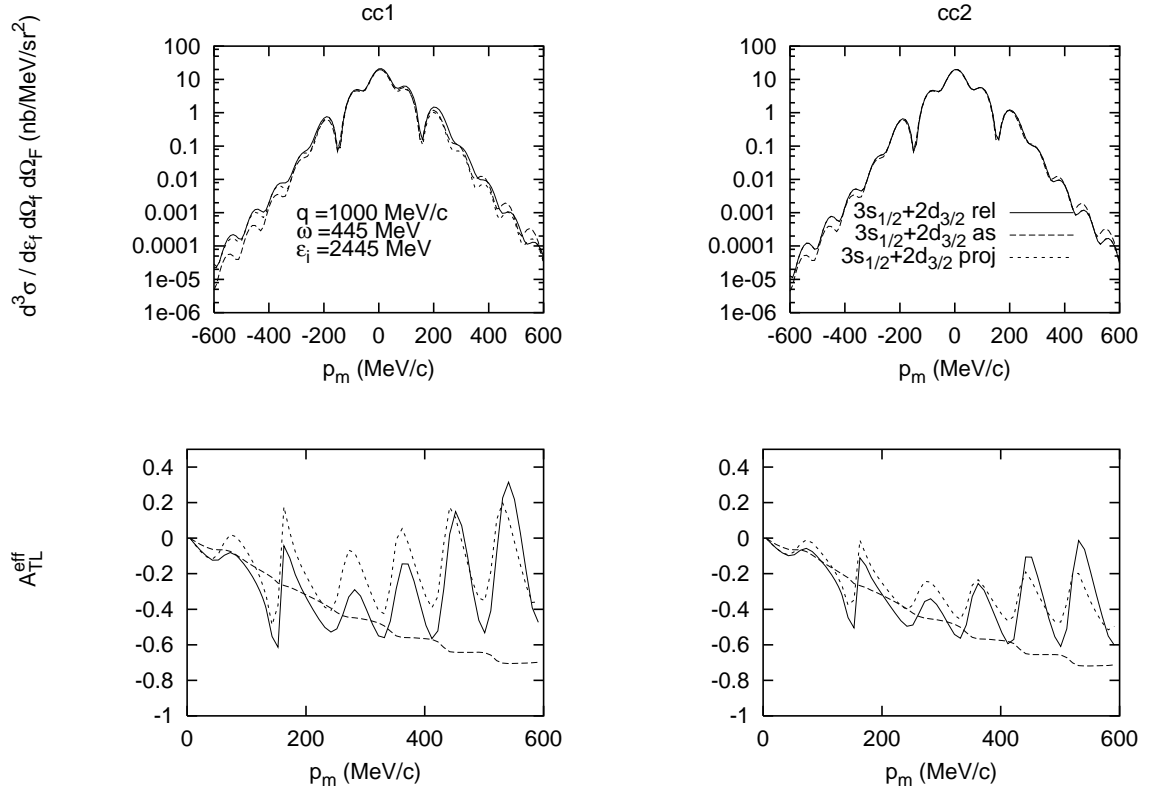 cc1
cc2
d³σ / dε_f dΩ_f dΩ_F (nb/MeV/sr²)
100
10
1
0.1
0.01
0.001
0.0001
1e-05
1e-06
q =1000 MeV/c
ω=445 MeV
ε_i =2445 MeV
-600 -400 -200 0 200 400 600
p_m (MeV/c)
100
10
1
0.1
0.01
0.001
0.0001
1e-05
1e-06
3s_1/2+2d_3/2 rel
3s_1/2+2d_3/2 as
3s_1/2+2d_3/2 proj
-600 -400 -200 0 200 400 600
p_m (MeV/c)
A_TL^eff
0.4
0.2
0
-0.2
-0.4
-0.6
-0.8
-1
0 200 400 600
p_m (MeV/c)
0.4
0.2
0
-0.2
-0.4
-0.6
-0.8
-1
0 200 400 600
p_m (MeV/c)